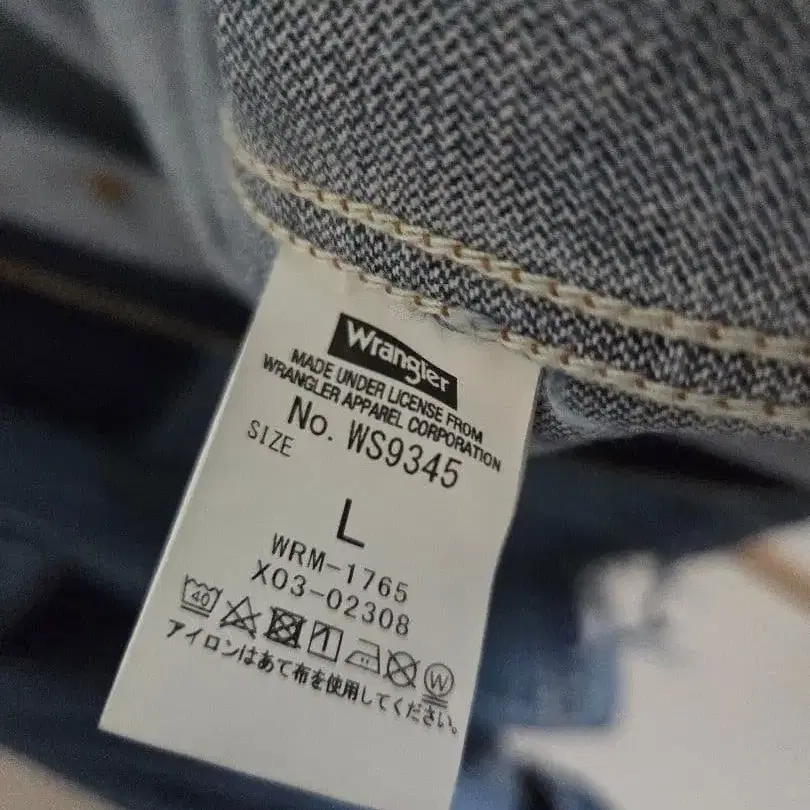 Wrangler
MADE UNDER LICENSE FROM
WRANGLER APPAREL CORPORATION
No. WS9345
SIZE
L
WRM-1765
X03-02308
40 W
アイロンはあて布を使用してください。